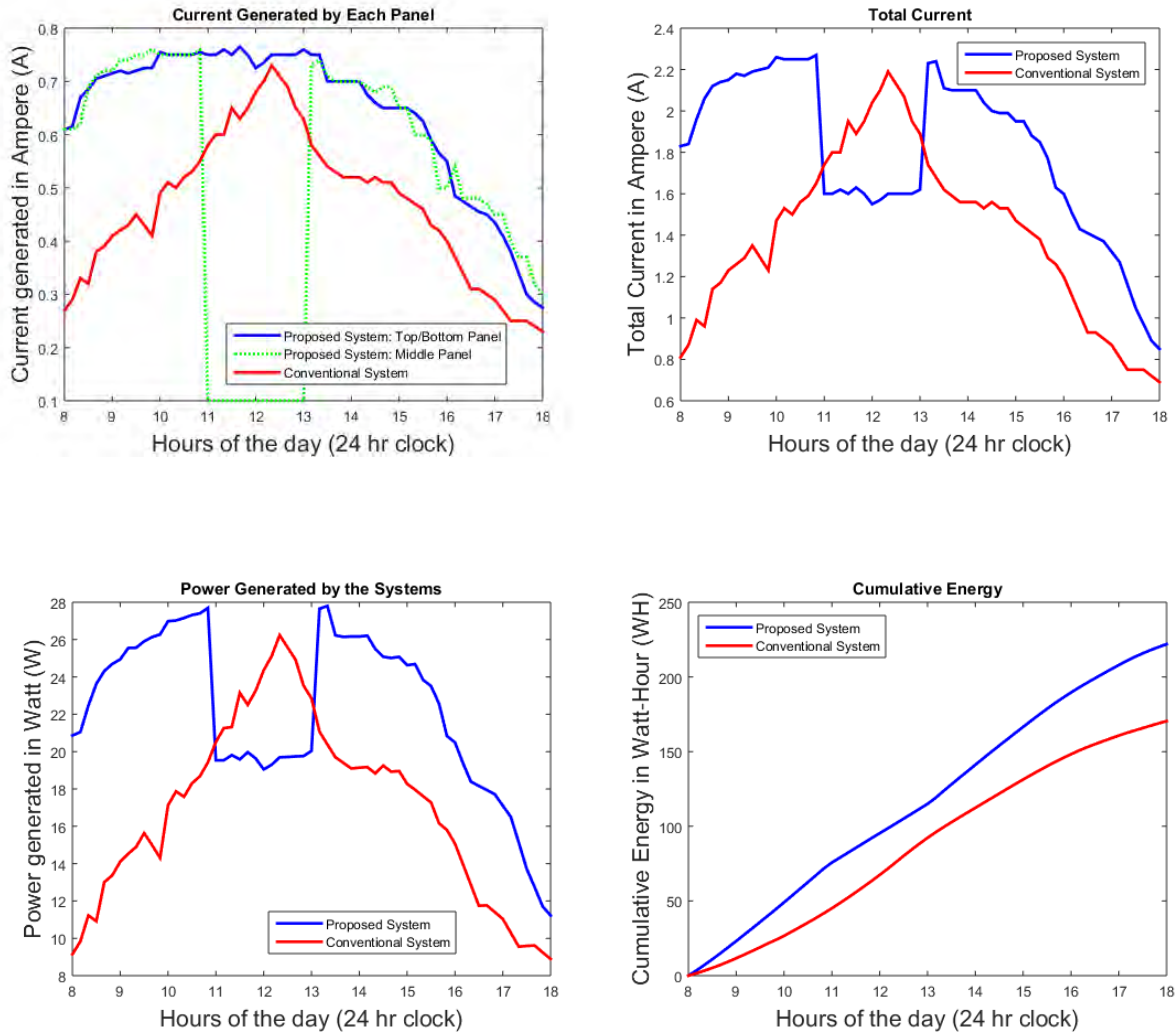 Current Generated by Each Panel
Current generated in Ampere (A)
0.8
0.7
0.6
0.5
0.4
0.3
0.2
0.1
Proposed System: Top/Bottom Panel
Proposed System: Middle Panel
Conventional System
8 9 10 11 12 13 14 15 16 17 18
Hours of the day (24 hr clock)
Total Current
Total Current in Ampere (A)
2.4
2.2
2
1.8
1.6
1.4
1.2
1
0.8
0.6
Proposed System
Conventional System
8 9 10 11 12 13 14 15 16 17 18
Hours of the day (24 hr clock)
Power Generated by the Systems
Power generated in Watt (W)
28
26
24
22
20
18
16
14
12
10
8
Proposed System
Conventional System
8 9 10 11 12 13 14 15 16 17 18
Hours of the day (24 hr clock)
Cumulative Energy
Cumulative Energy in Watt-Hour (WH)
250
200
150
100
50
0
Proposed System
Conventional System
8 9 10 11 12 13 14 15 16 17 18
Hours of the day (24 hr clock)